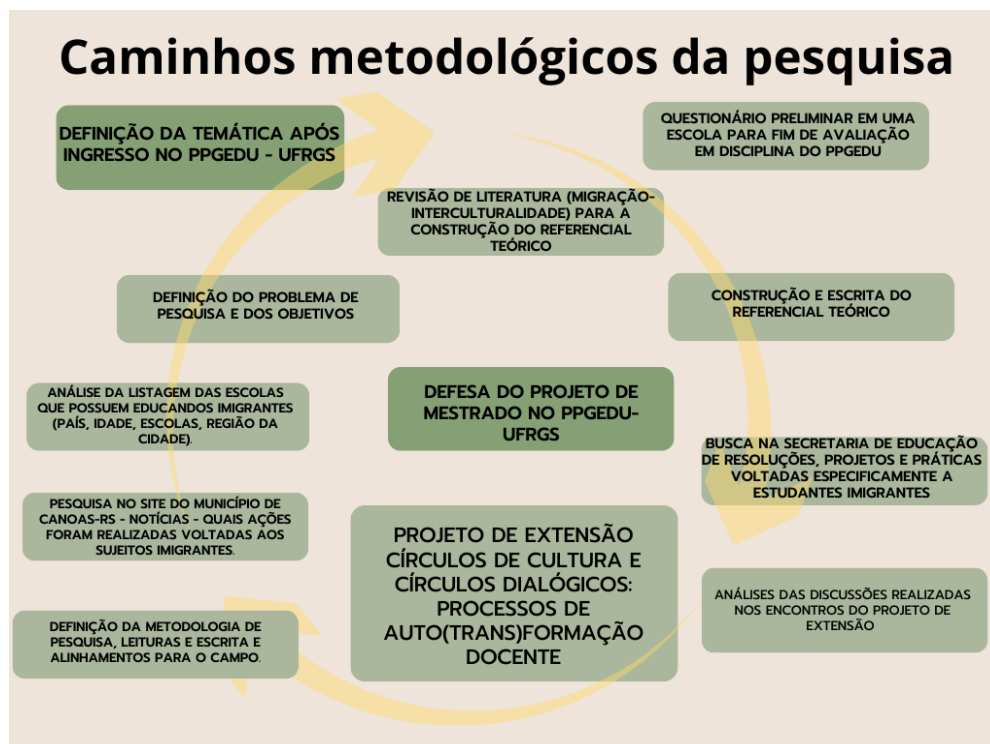 Caminhos metodológicos da pesquisa
DEFINIÇÃO DA TEMÁTICA APÓS
INGRESSO NO PPGEDU - UFRGS
QUESTIONÁRIO PRELIMINAR EM UMA
ESCOLA PARA FIM DE AVALIAÇÃO
EM DISCIPLINA DO PPGEDU
REVISÃO DE LITERATURA (MIGRAÇÃO-
INTERCULTURALIDADE) PARA A
CONSTRUÇÃO DO REFERENCIAL
TEÓRICO
DEFINIÇÃO DO PROBLEMA DE
PESQUISA E DOS OBJETIVOS
CONSTRUÇÃO E ESCRITA DO
REFERENCIAL TEÓRICO
ANÁLISE DA LISTAGEM DAS ESCOLAS
QUE POSSUEM EDUCANDOS IMIGRANTES
(PAÍS, IDADE, ESCOLAS, REGIÃO DA
CIDADE).
DEFESA DO PROJETO DE
MESTRADO NO PPGEDU-
UFRGS
BUSCA NA SECRETARIA DE EDUCAÇÃO
DE RESOLUÇÕES, PROJETOS E PRÁTICAS
VOLTADAS ESPECIFICAMENTE A
ESTUDANTES IMIGRANTES
PESQUISA NO SITE DO MUNICÍPIO DE
CANOAS-RS - NOTÍCIAS - QUAIS AÇÕES
FORAM REALIZADAS VOLTADAS AOS
SUJEITOS IMIGRANTES.
PROJETO DE EXTENSÃO
CÍRCULOS DE CULTURA E
CÍRCULOS DIALÓGICOS:
PROCESSOS DE
AUTO(TRANS)FORMAÇÃO
DOCENTE
ANÁLISES DAS DISCUSSÕES REALIZADAS
NOS ENCONTROS DO PROJETO DE
EXTENSÃO
DEFINIÇÃO DA METODOLOGIA DE
PESQUISA, LEITURAS E ESCRITA E
ALINHAMENTOS PARA O CAMPO.